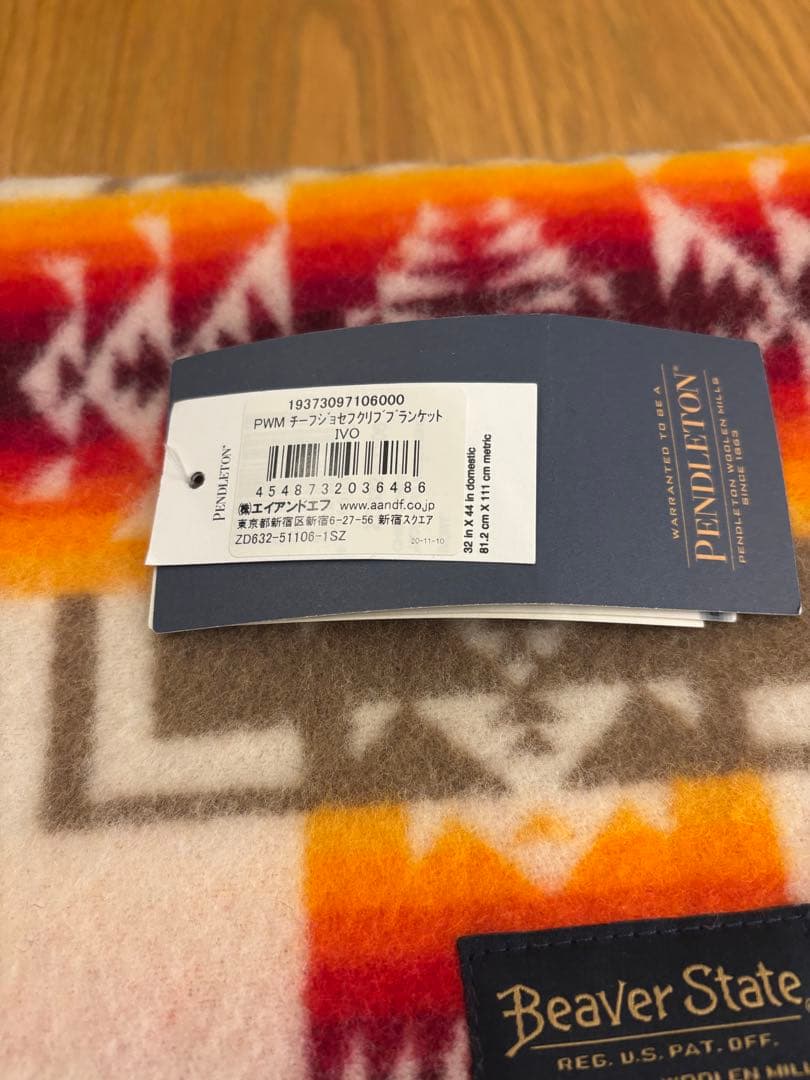 19373097106000
PWM ﾁｰﾌｼﾞｮｾﾌｸﾘﾌﾞﾌﾞﾗﾝｹｯﾄ
IVO
4548732036486
㈱エイアンドエフ www.aandf.co.jp
東京都新宿区新宿6-27-56 新宿スクエア
ZD632-51106-1SZ
20-11-10
PENDLETON®
32 in X 44 in domestic
81.2 cm X 111 cm metric
WARRANTED TO BE A
PENDLETON®
PENDLETON WOOLEN MILLS
SINCE 1863
Beaver State
REG. U.S. PAT. OFF.
WOOLEN MILL